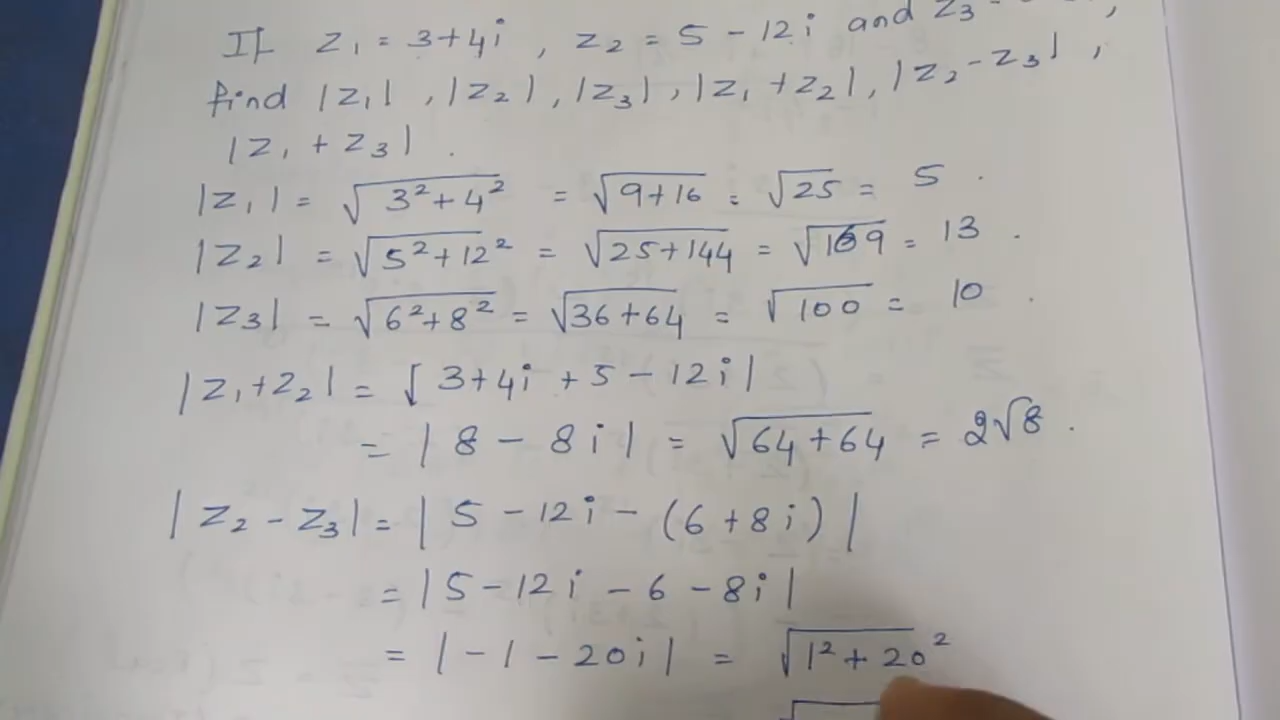 If z₁ = 3+4i , z₂ = 5 - 12i and z₃
find |z₁| , |z₂| , |z₃| , |z₁ + z₂| , |z₂ - z₃| ,
|z₁ + z₃| .
|z₁| = √(3²+4²) = √(9+16) = √25 = 5 .
|z₂| = √(5²+12²) = √(25+144) = √169 = 13 .
|z₃| = √(6²+8²) = √(36+64) = √100 = 10 .
|z₁+z₂| = √ 3+4i + 5 - 12i |
= | 8 - 8i | = √(64+64) = 2√8 .
| z₂ - z₃ | = | 5 - 12i - (6 + 8i) |
= | 5 - 12i - 6 - 8i |
= | - 1 - 20i | = √(1² + 20²)